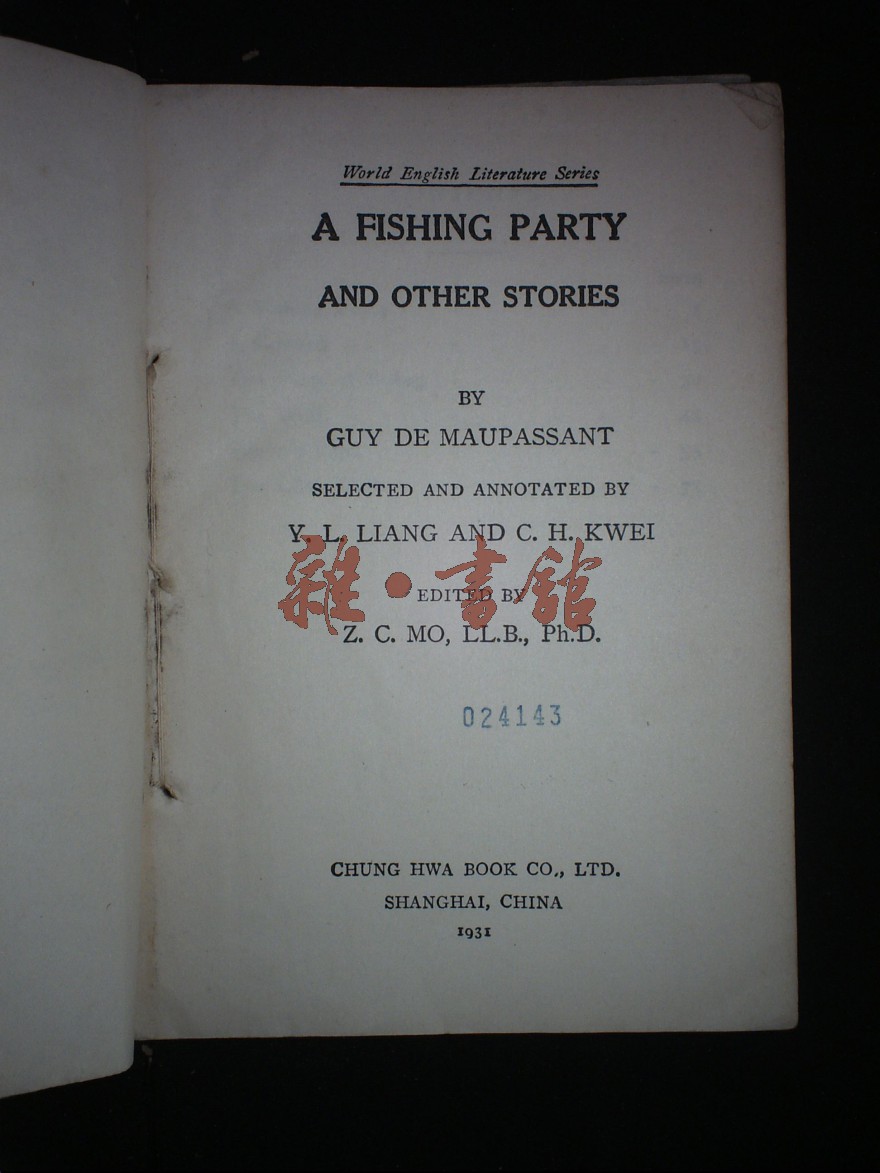 World English Literature Series
A FISHING PARTY
AND OTHER STORIES
BY
GUY DE MAUPASSANT
SELECTED AND ANNOTATED BY
Y. L. LIANG AND C. H. KWEI
EDITED BY
雜·書館
Z. C. MO, LL.B., Ph.D.
024143
CHUNG HWA BOOK CO., LTD.
SHANGHAI, CHINA
1931